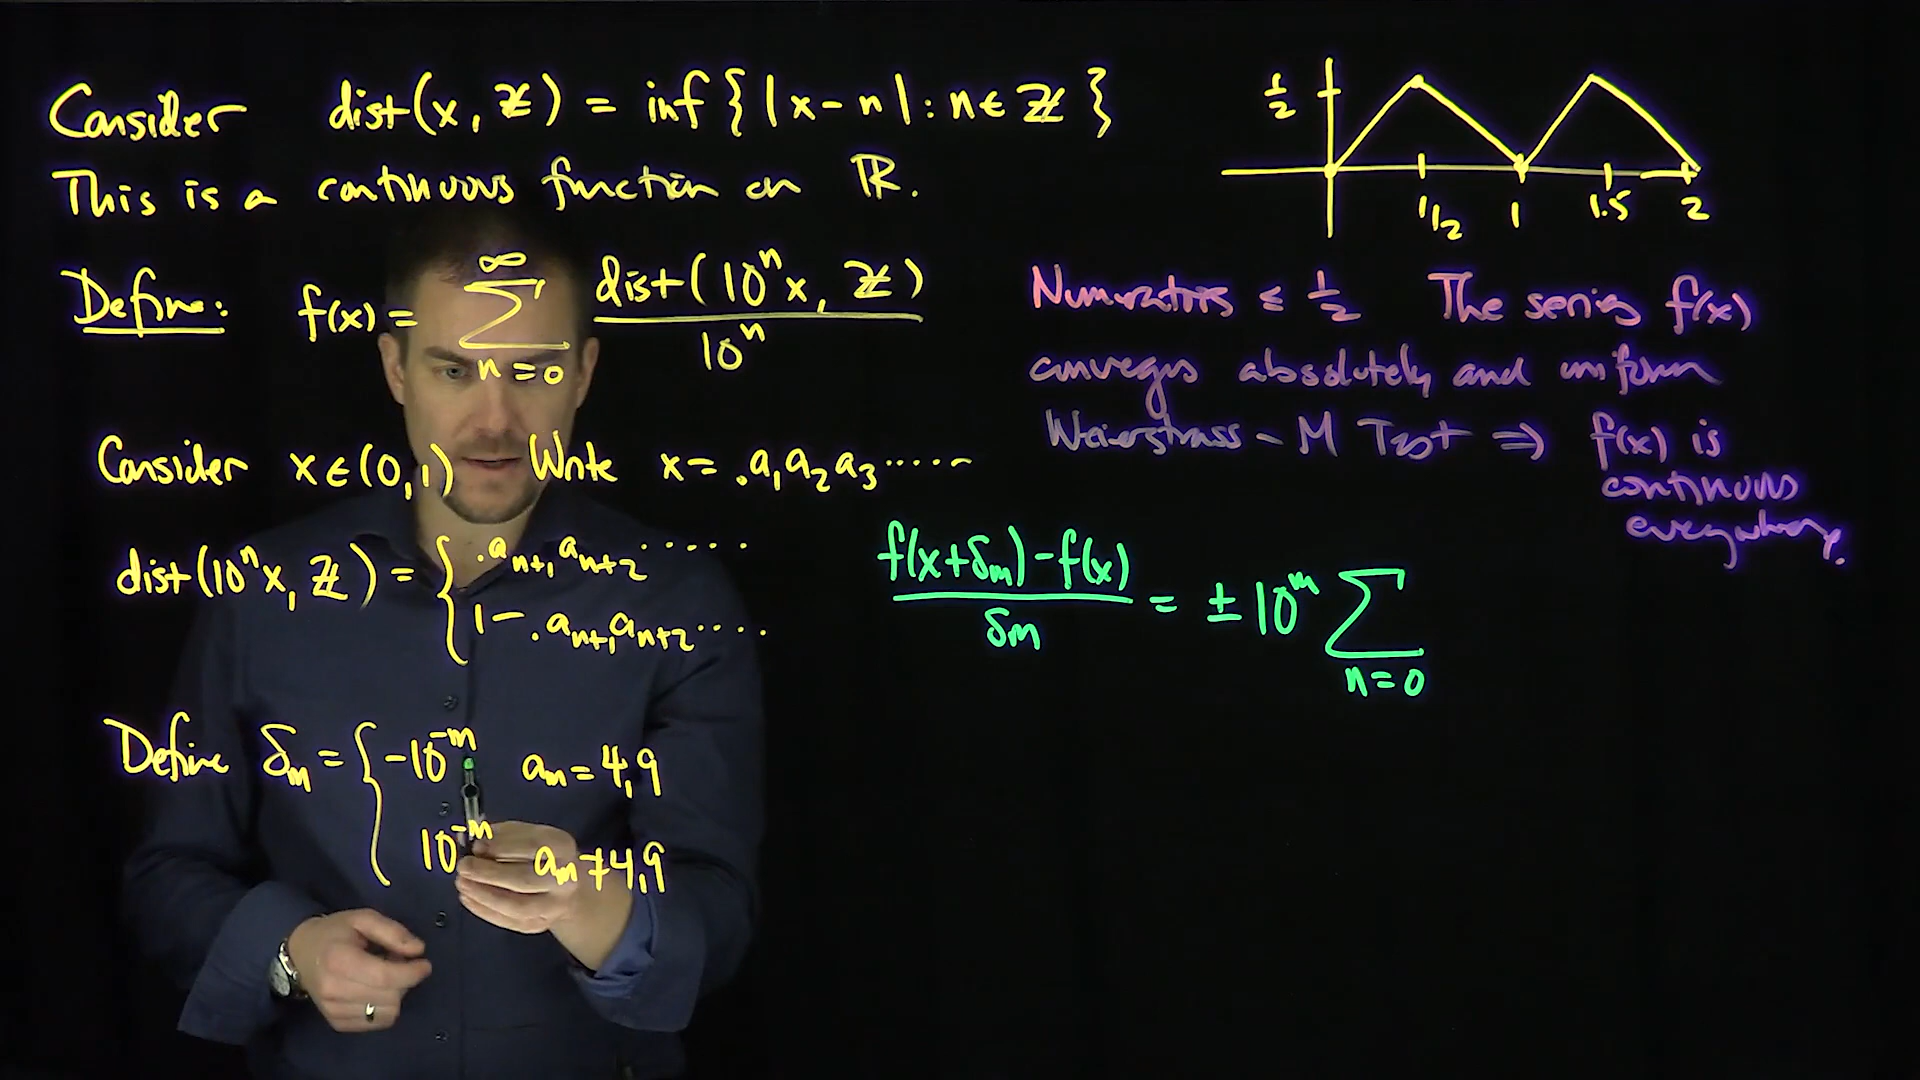 Consider dist(x, ℤ) = inf{|x-n| : n ∈ ℤ}
This is a continuous function on ℝ.
1/2
1/2 1 1.5 2
Define: f(x) = ∑_{n=0}^{∞} dist(10^n x, ℤ) / 10^n
Numerators ≤ 1/2 The series f(x)
converges absolutely and uniform
Weierstrass - M Test ⇒ f(x) is
continuous
everywhere.
Consider x ∈ (0,1) Write x = .a_1 a_2 a_3 ......
dist(10^n x, ℤ) = { .a_{n+1} a_{n+2} ......
1 - .a_{n+1} a_{n+2} ....
(f(x+δ_m) - f(x)) / δ_m = ± 10^m ∑_{n=0}
Define δ_m = { -10^{-m} a_m = 4,9
10^{-m} a_m ≠ 4,9